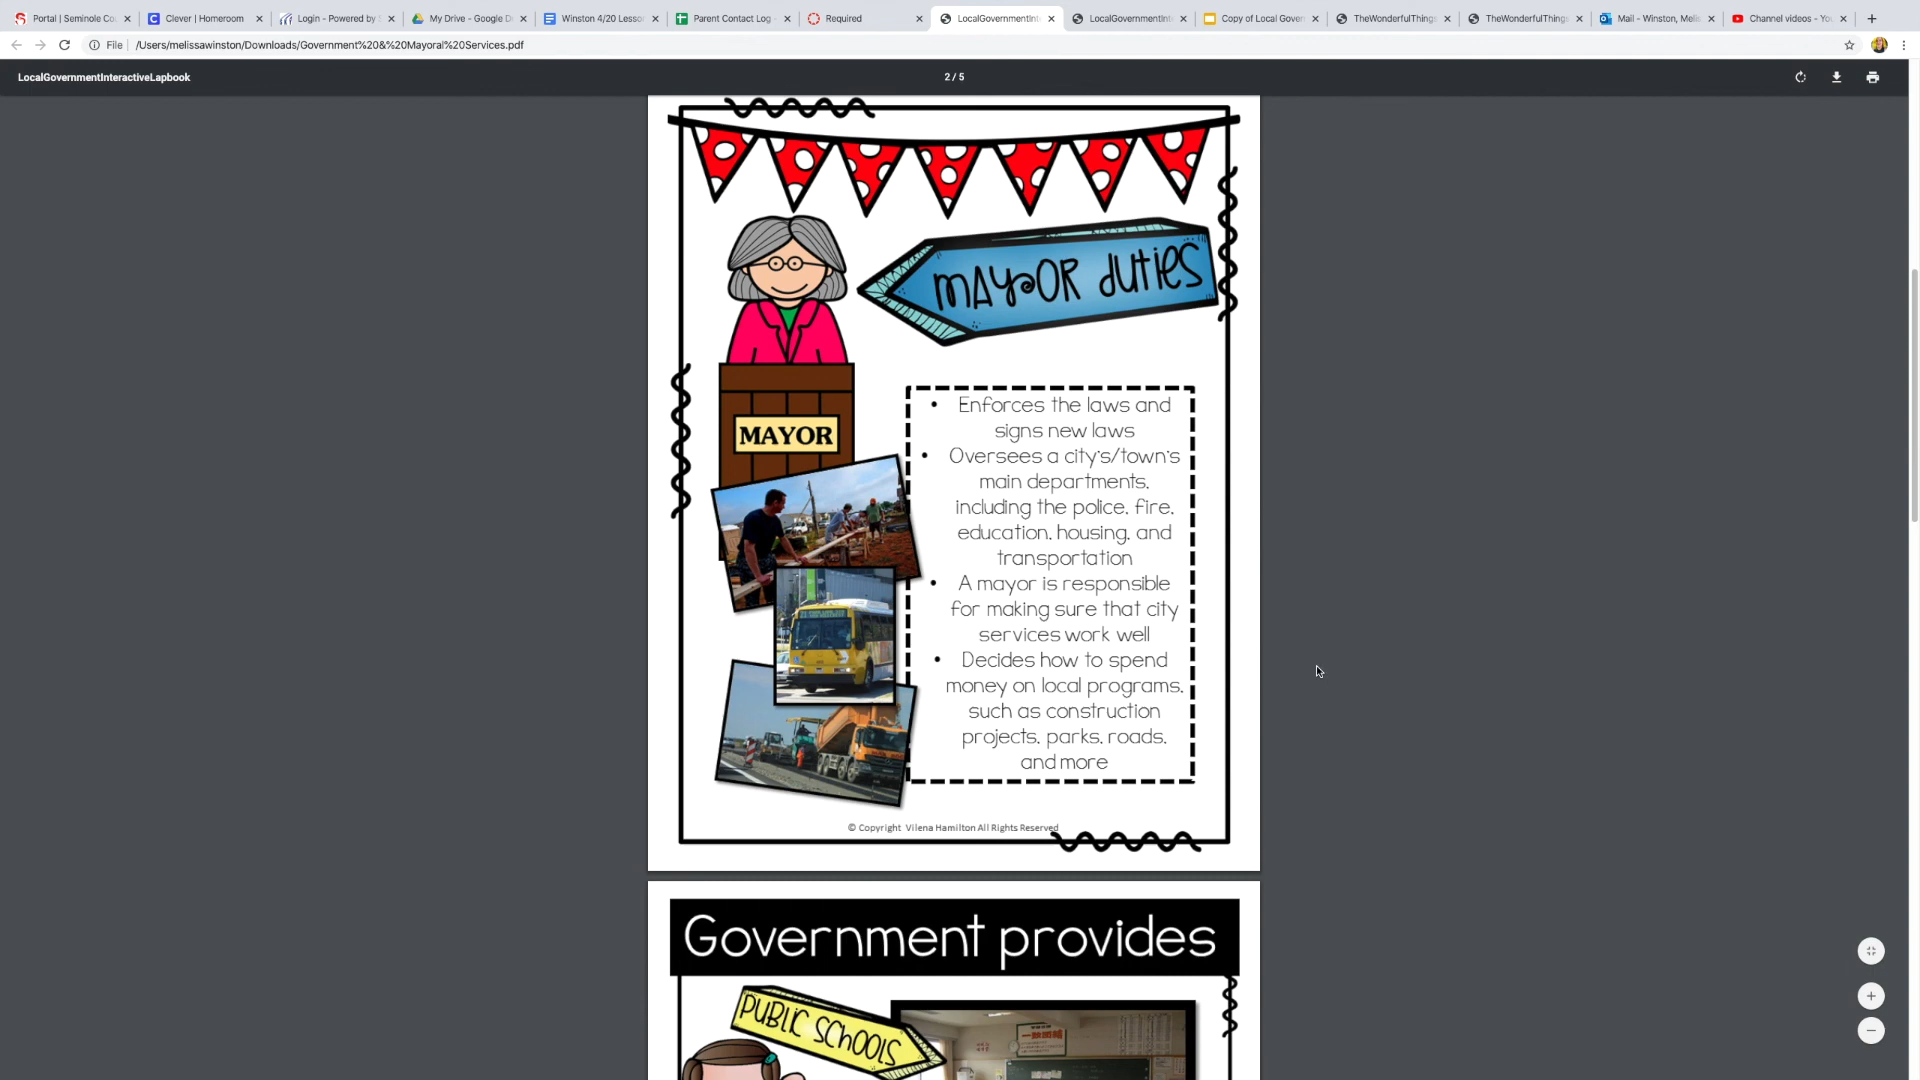 Portal | Seminole Co
Clever | Homeroom
Login - Powered by
My Drive - Google D
Winston 4/20 Lesso
Parent Contact Log -
Required
LocalGovernmentInt
LocalGovernmentInt
Copy of Local Gover
TheWonderfulThings
TheWonderfulThings
Mail - Winston, Meli
Channel videos - Yo
File /Users/melissawinston/Downloads/Government%20&%20Mayoral%20Services.pdf
LocalGovernmentInteractiveLapbook
2 / 5
MAYOR duties
MAYOR
• Enforces the laws and
signs new laws
• Oversees a city's/town's
main departments,
including the police, fire,
education, housing, and
transportation
• A mayor is responsible
for making sure that city
services work well
• Decides how to spend
money on local programs,
such as construction
projects, parks, roads,
and more
© Copyright Vilena Hamilton All Rights Reserved
Government provides
PUBLIC SCHOOLS